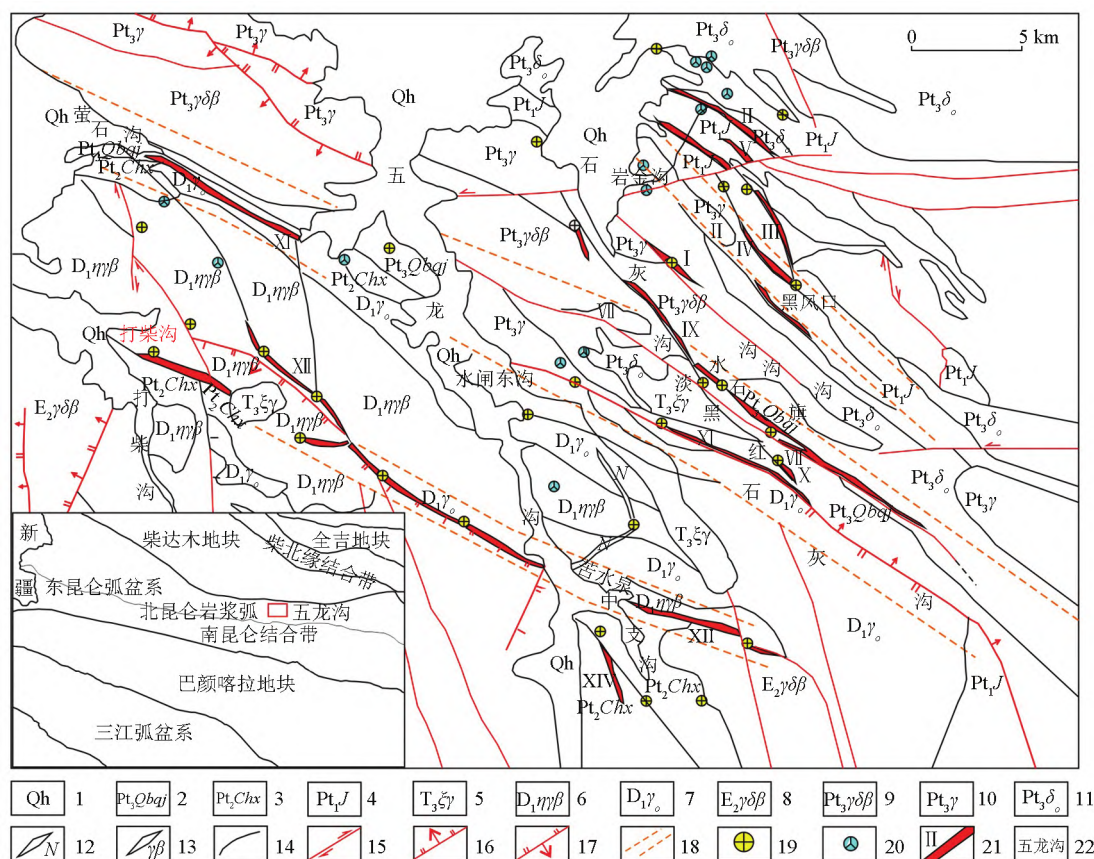 Pt₃γ
Pt₃γ
Pt₃δₒ
Pt₃δₒ
Pt₃γδβ
0 5 km
Pt₃γδβ
Pt₃γ
Qh
Pt₁J
Pt₃δₒ
Qh 萤石沟
Pt₃Qbqj
Pt₂Chx
D₁γₒ
五
Pt₃γ
Qh
石
岩金沟
II
Pt₁J
V
Pt₃δₒ
Pt₁J
Pt₁J
XI
Pt₃γδβ
Pt₃γ
II
IV
III
D₁ηγβ
D₁ηγβ
Pt₂Chx
Pt₃Qbqj
D₁γₒ
龙
Pt₃γ
I
灰
Pt₃γδβ
黑风口
Qh
打柴沟
Pt₂Chx
D₁ηγβ
XII
Pt₃γ
VII
IX
沟
沟
沟
沟
Pt₁J
Pt₁J
E₂γδβ
打
柴
沟
D₁ηγβ
Pt₂Chx
T₃ξγ
D₁ηγβ
D₁ηγβ
Qh
水闸东沟
Pt₃δₒ
T₃ξγ
淡
水
石
黑
旗
Pt₃Qbqj
Pt₃δₒ
Pt₃δₒ
D₁γₒ
D₁ηγβ
D₁γₒ
D₁γₒ
D₁ηγβ
N
VI
红
VII
X
石
D₁γₒ
Pt₃Qbqj
Pt₃δₒ
Pt₃γ
沟
T₃ξγ
N
D₁γₒ
灰
沟
苦水泉
中
支
沟
D₁ηγβ
XII
D₁γₒ
Qh
XIV
Pt₂Chx
Pt₂Chx
E₂γδβ
Pt₁J
新
疆
柴达木地块
全吉地块
柴北缘结合带
东昆仑弧盆系
北昆仑岩浆弧
五龙沟
南昆仑结合带
巴颜喀拉地块
三江弧盆系
Qh 1 Pt₃Qbqj 2 Pt₂Chx 3 Pt₁J 4 T₃ξγ 5 D₁ηγβ 6 D₁γₒ 7 E₂γδβ 8 Pt₃γδβ 9 Pt₃γ 10 Pt₃δₒ 11
N 12 γβ 13 14 15 16 17 18 19 20 II 21 五龙沟 22